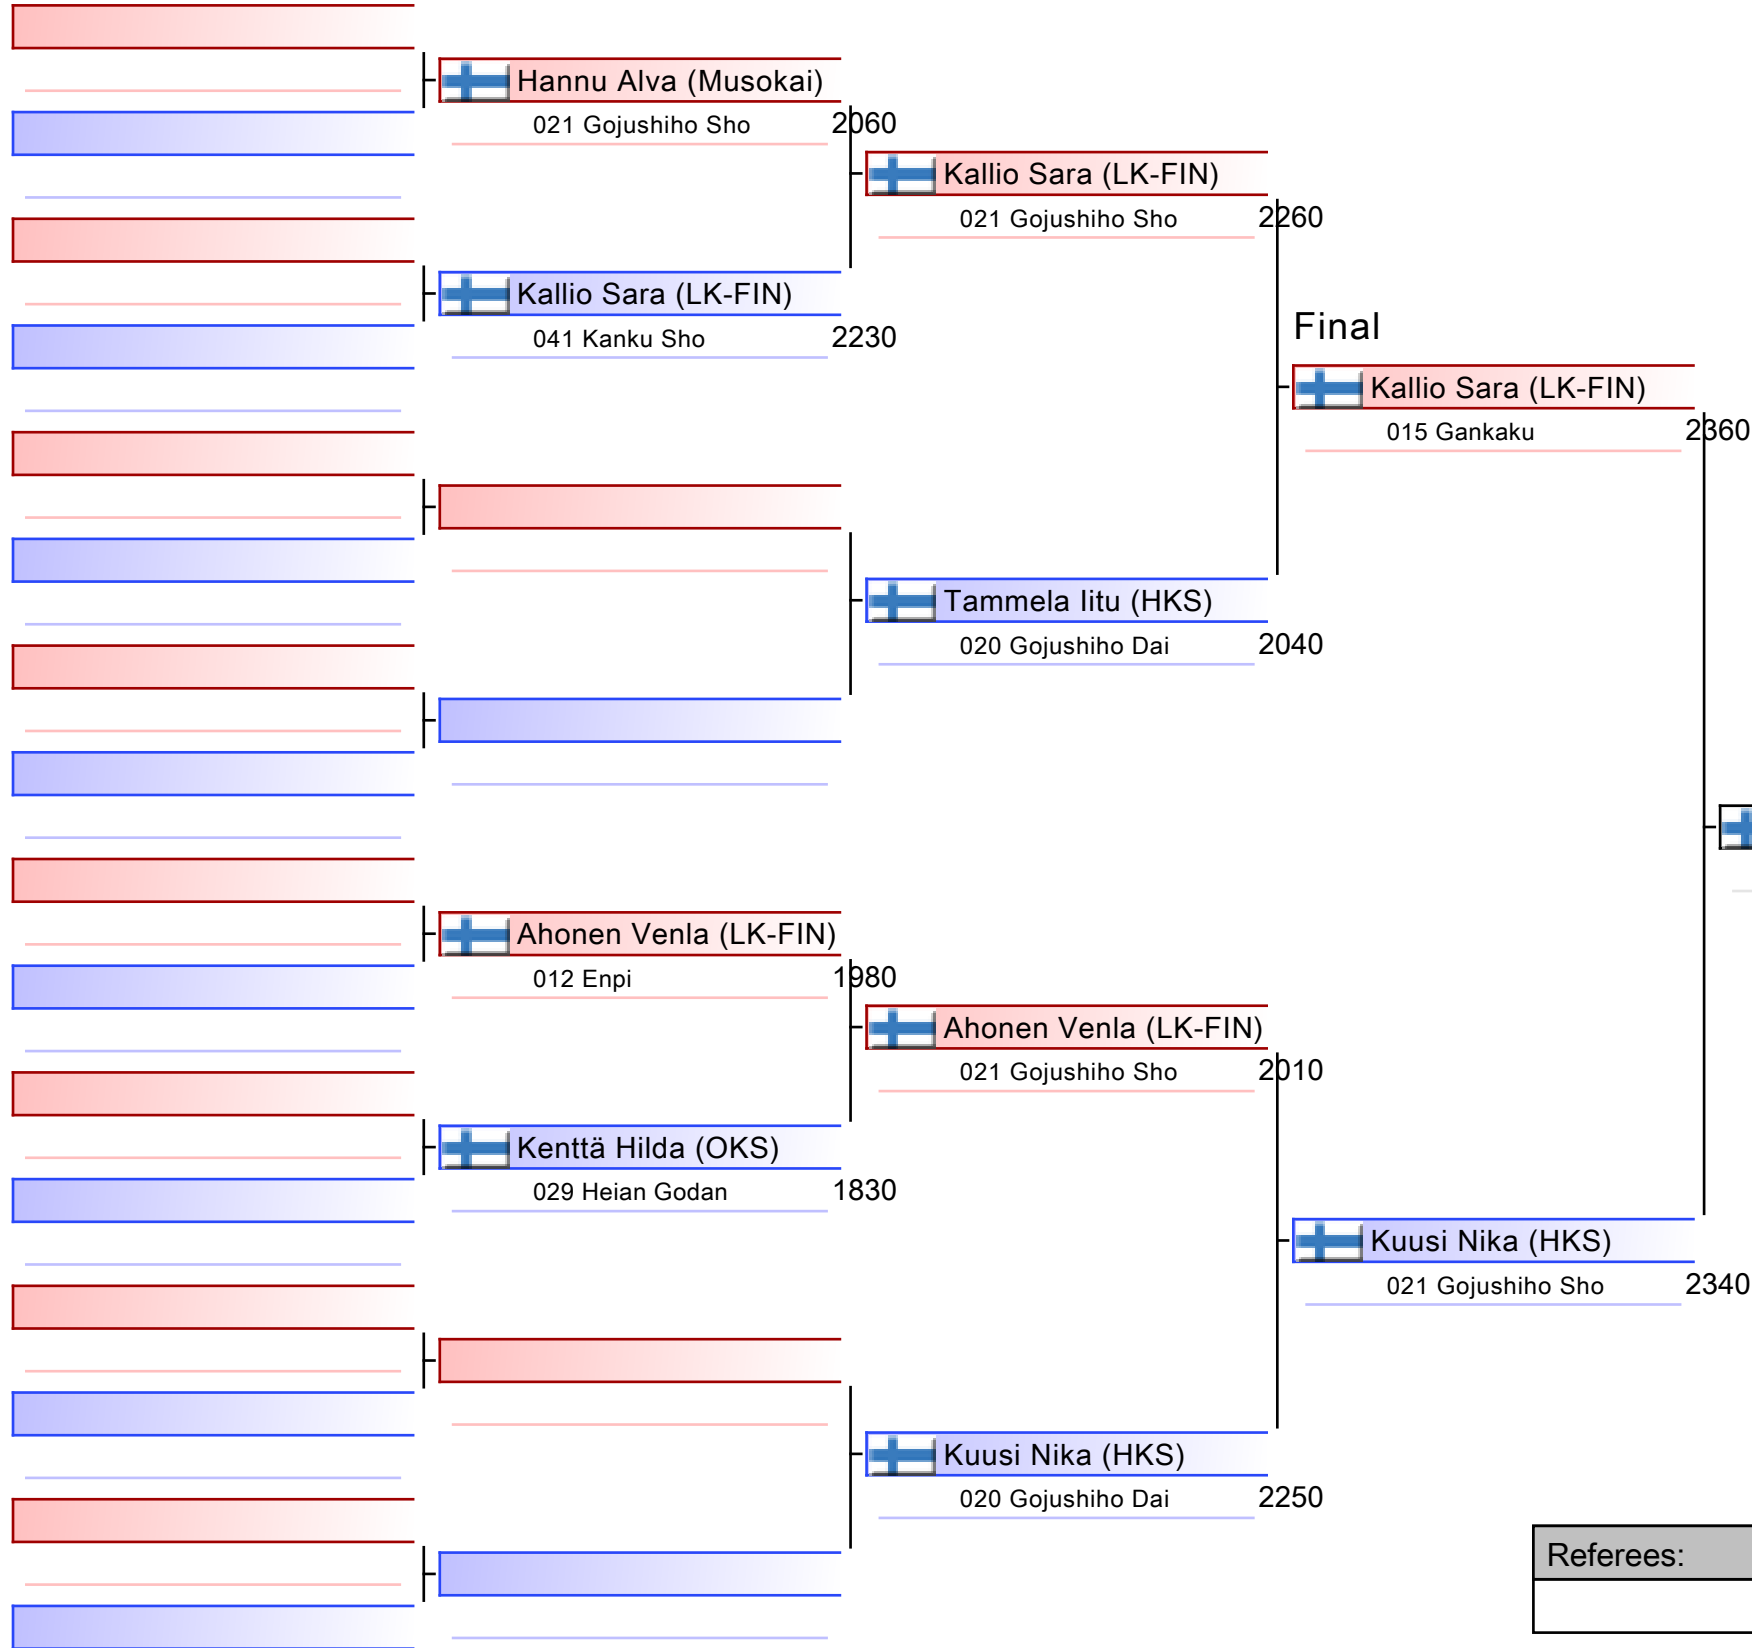 Hannu Alva (Musokai)
021 Gojushiho Sho 2060
Kallio Sara (LK-FIN)
021 Gojushiho Sho 2260
Kallio Sara (LK-FIN)
041 Kanku Sho 2230
Final
Kallio Sara (LK-FIN)
015 Gankaku 2360
Tammela Iitu (HKS)
020 Gojushiho Dai 2040
Ahonen Venla (LK-FIN)
012 Enpi 1980
Ahonen Venla (LK-FIN)
021 Gojushiho Sho 2010
Kenttä Hilda (OKS)
029 Heian Godan 1830
Kuusi Nika (HKS)
021 Gojushiho Sho 2340
Kuusi Nika (HKS)
020 Gojushiho Dai 2250
Referees: